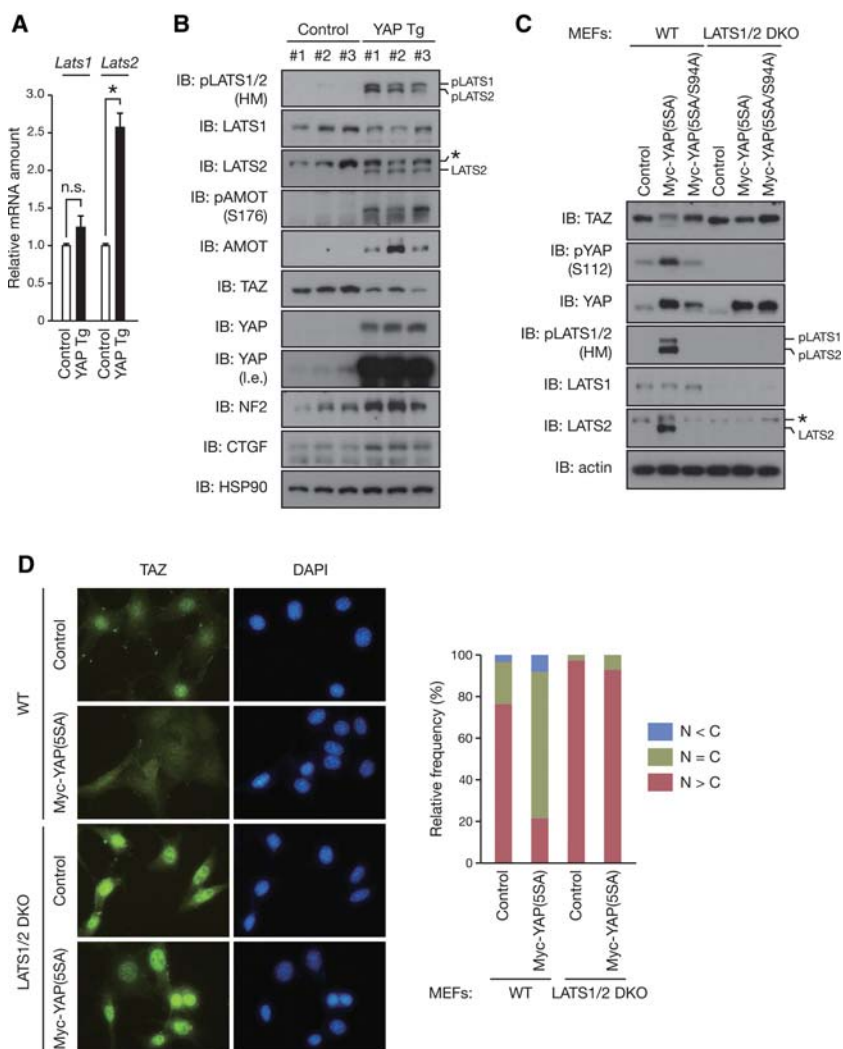 A
Lats1 Lats2
*
n.s.
Relative mRNA amount
3.0
2.5
2.0
1.5
1.0
0.5
0
Control
YAP Tg
Control
YAP Tg
B
Control YAP Tg
#1 #2 #3 #1 #2 #3
IB: pLATS1/2
(HM)
pLATS1
pLATS2
IB: LATS1
IB: LATS2
*
LATS2
IB: pAMOT
(S176)
IB: AMOT
IB: TAZ
IB: YAP
IB: YAP
(l.e.)
IB: NF2
IB: CTGF
IB: HSP90
C
MEFs: WT LATS1/2 DKO
Control
Myc-YAP(5SA)
Myc-YAP(5SA/S94A)
Control
Myc-YAP(5SA)
Myc-YAP(5SA/S94A)
IB: TAZ
IB: pYAP
(S112)
IB: YAP
IB: pLATS1/2
(HM)
pLATS1
pLATS2
IB: LATS1
IB: LATS2
*
LATS2
IB: actin
D
TAZ DAPI
WT
Control
Myc-YAP(5SA)
LATS1/2 DKO
Control
Myc-YAP(5SA)
Relative frequency (%)
100
80
60
40
20
0
N < C
N = C
N > C
Control
Myc-YAP(5SA)
Control
Myc-YAP(5SA)
MEFs: WT LATS1/2 DKO